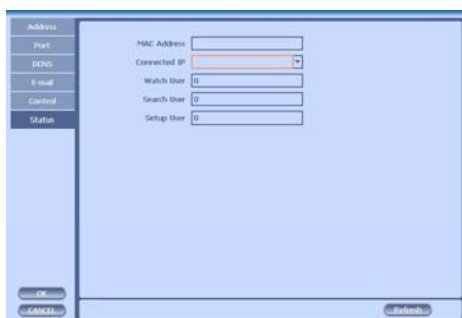 Address
Port
DDNS
E-mail
Control
Status
MAC Address
Connected IP
Watch User 0
Search User 0
Setup User 0
OK
CANCEL
Refresh